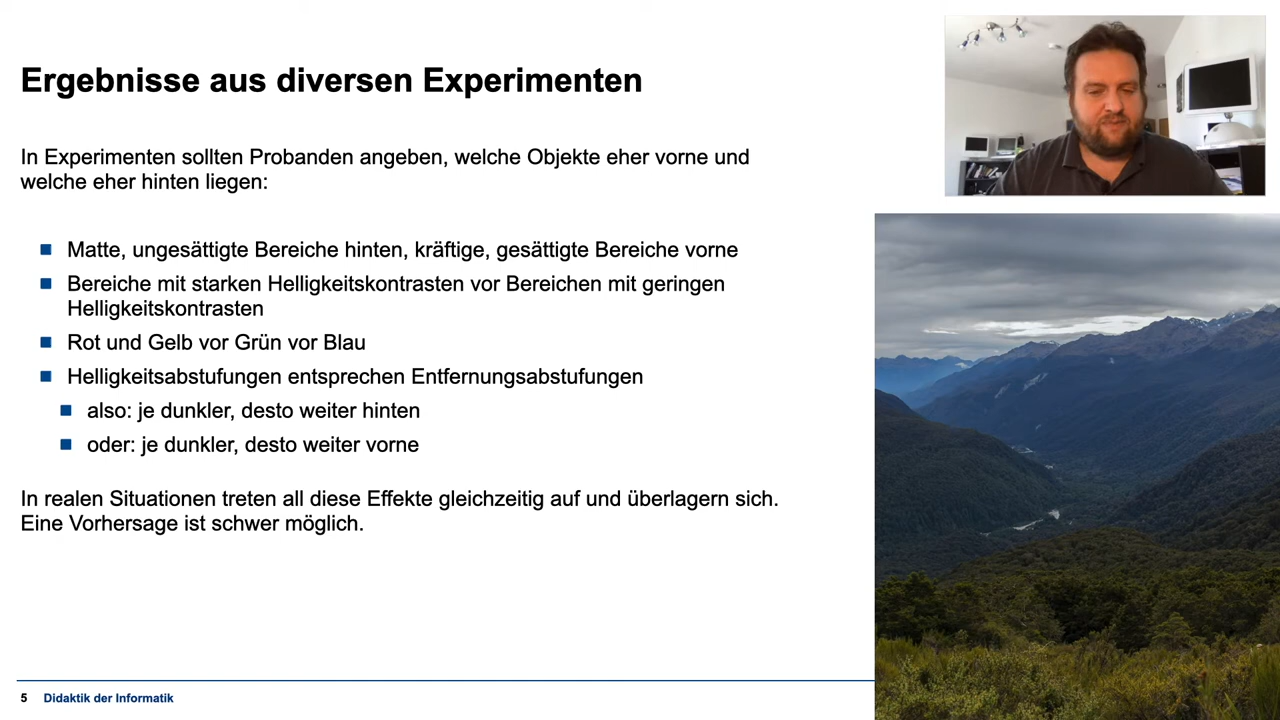 Ergebnisse aus diversen Experimenten
In Experimenten sollten Probanden angeben, welche Objekte eher vorne und
welche eher hinten liegen:
Matte, ungesättigte Bereiche hinten, kräftige, gesättigte Bereiche vorne
Bereiche mit starken Helligkeitskontrasten vor Bereichen mit geringen
Helligkeitskontrasten
Rot und Gelb vor Grün vor Blau
Helligkeitsabstufungen entsprechen Entfernungsabstufungen
also: je dunkler, desto weiter hinten
oder: je dunkler, desto weiter vorne
In realen Situationen treten all diese Effekte gleichzeitig auf und überlagern sich.
Eine Vorhersage ist schwer möglich.
5 Didaktik der Informatik